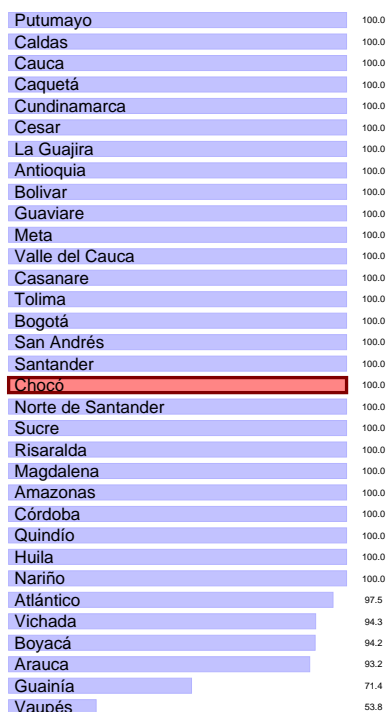 Putumayo 100.0
Caldas 100.0
Cauca 100.0
Caquetá 100.0
Cundinamarca 100.0
Cesar 100.0
La Guajira 100.0
Antioquia 100.0
Bolivar 100.0
Guaviare 100.0
Meta 100.0
Valle del Cauca 100.0
Casanare 100.0
Tolima 100.0
Bogotá 100.0
San Andrés 100.0
Santander 100.0
Chocó 100.0
Norte de Santander 100.0
Sucre 100.0
Risaralda 100.0
Magdalena 100.0
Amazonas 100.0
Córdoba 100.0
Quindío 100.0
Huila 100.0
Nariño 100.0
Atlántico 97.5
Vichada 94.3
Boyacá 94.2
Arauca 93.2
Guainía 71.4
Vaupés 53.8